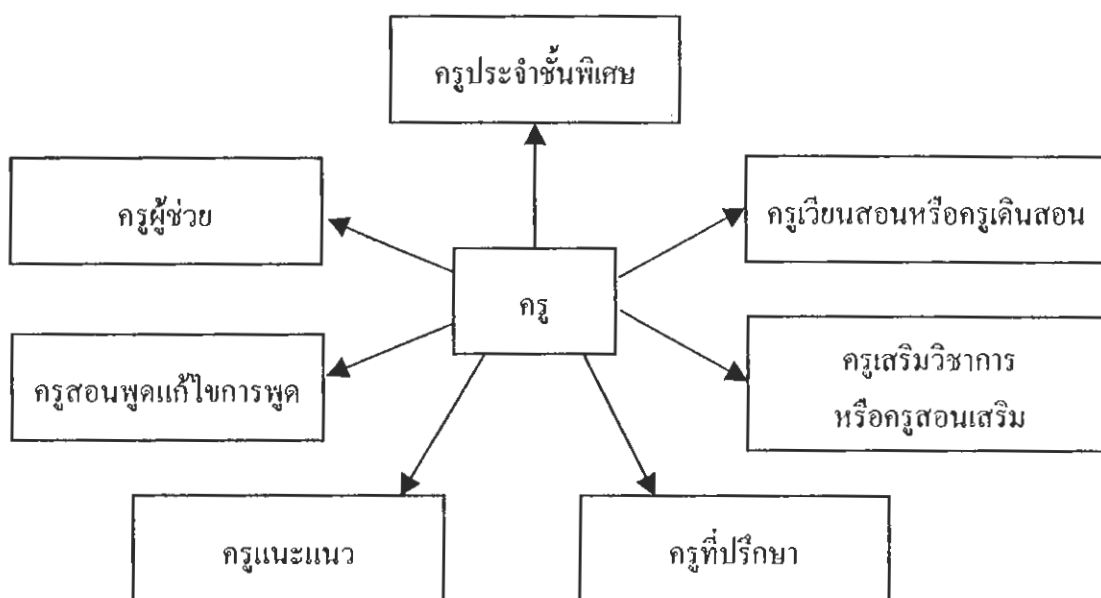 ครูประจำชั้นพิเศษ
ครูผู้ช่วย
ครูเวียนสอนหรือครูเดินสอน
ครู
ครูสอนพูดแก้ไขการพูด
ครูเสริมวิชาการ
หรือครูสอนเสริม
ครูแนะแนว
ครูที่ปรึกษา